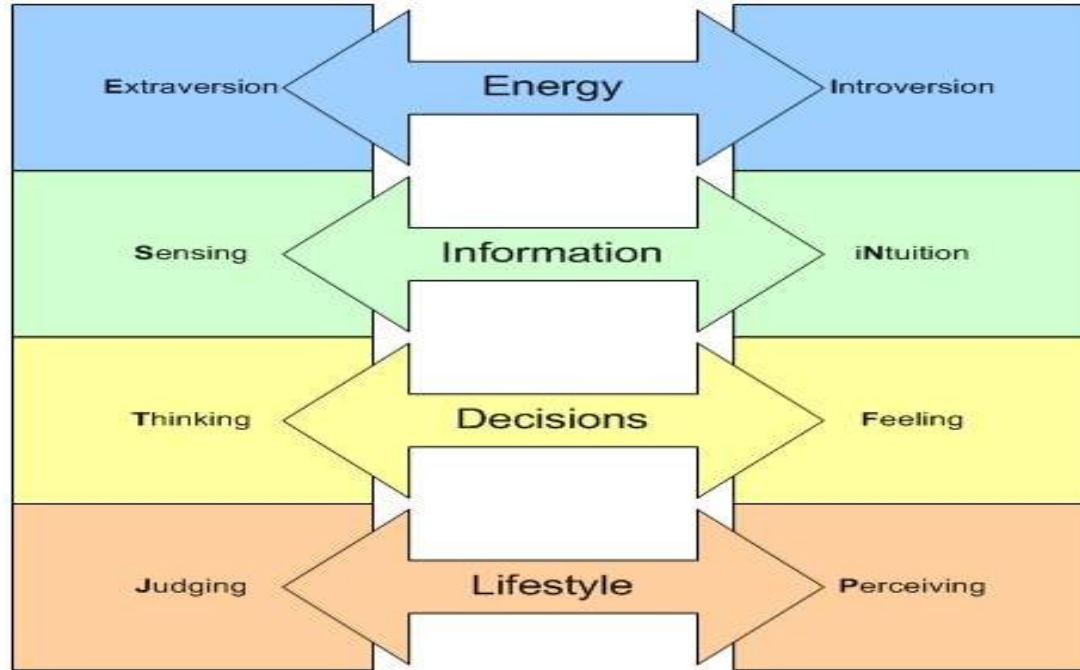 Extraversion Energy Introversion
Sensing Information iNtuition
Thinking Decisions Feeling
Judging Lifestyle Perceiving